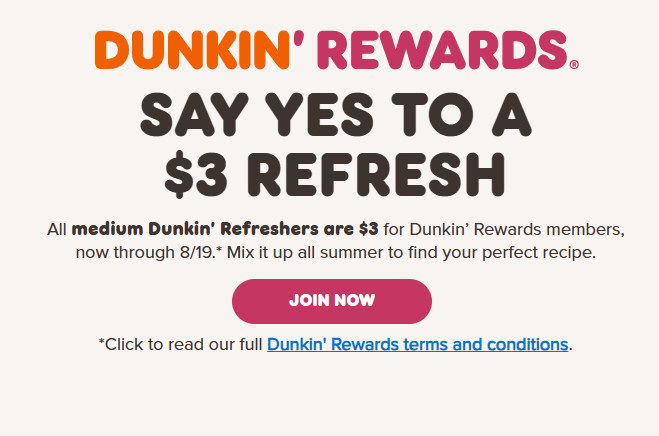 DUNKIN' REWARDS®
SAY YES TO A
$3 REFRESH
All medium Dunkin' Refreshers are $3 for Dunkin’ Rewards members,
now through 8/19.* Mix it up all summer to find your perfect recipe.
JOIN NOW
*Click to read our full Dunkin' Rewards terms and conditions.